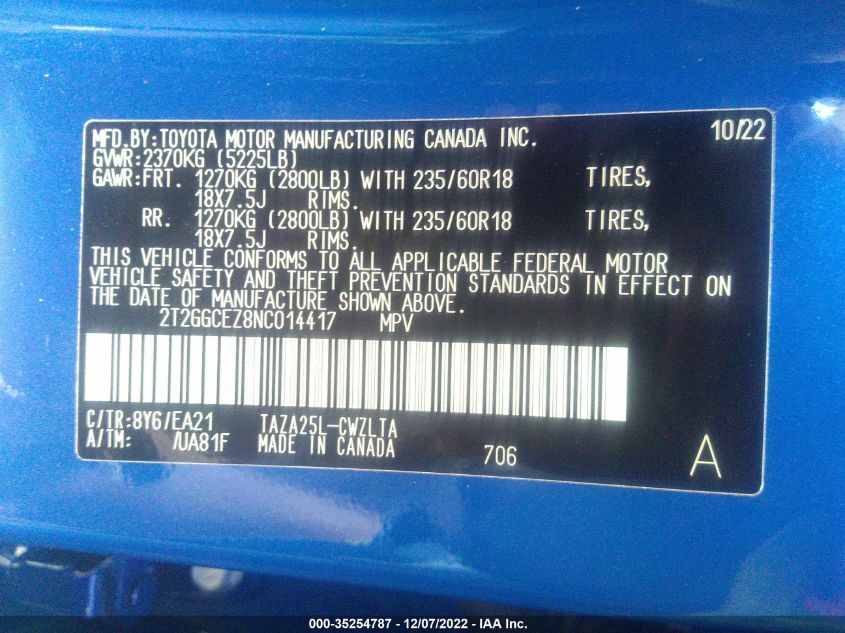 MFD.BY:TOYOTA MOTOR MANUFACTURING CANADA INC. 10/22
GVWR:2370KG (5225LB)
GAWR:FRT. 1270KG (2800LB) WITH 235/60R18 TIRES,
18X7.5J RIMS.
RR. 1270KG (2800LB) WITH 235/60R18 TIRES,
18X7.5J RIMS.
THIS VEHICLE CONFORMS TO ALL APPLICABLE FEDERAL MOTOR
VEHICLE SAFETY AND THEFT PREVENTION STANDARDS IN EFFECT ON
THE DATE OF MANUFACTURE SHOWN ABOVE.
2T2GGCEZ8NC014417 MPV
C/TR:8Y6/EA21 TAZA25L-CWZLTA
A/TM: /UA81F MADE IN CANADA 706 A
000-35254787 - 12/07/2022 - IAA Inc.